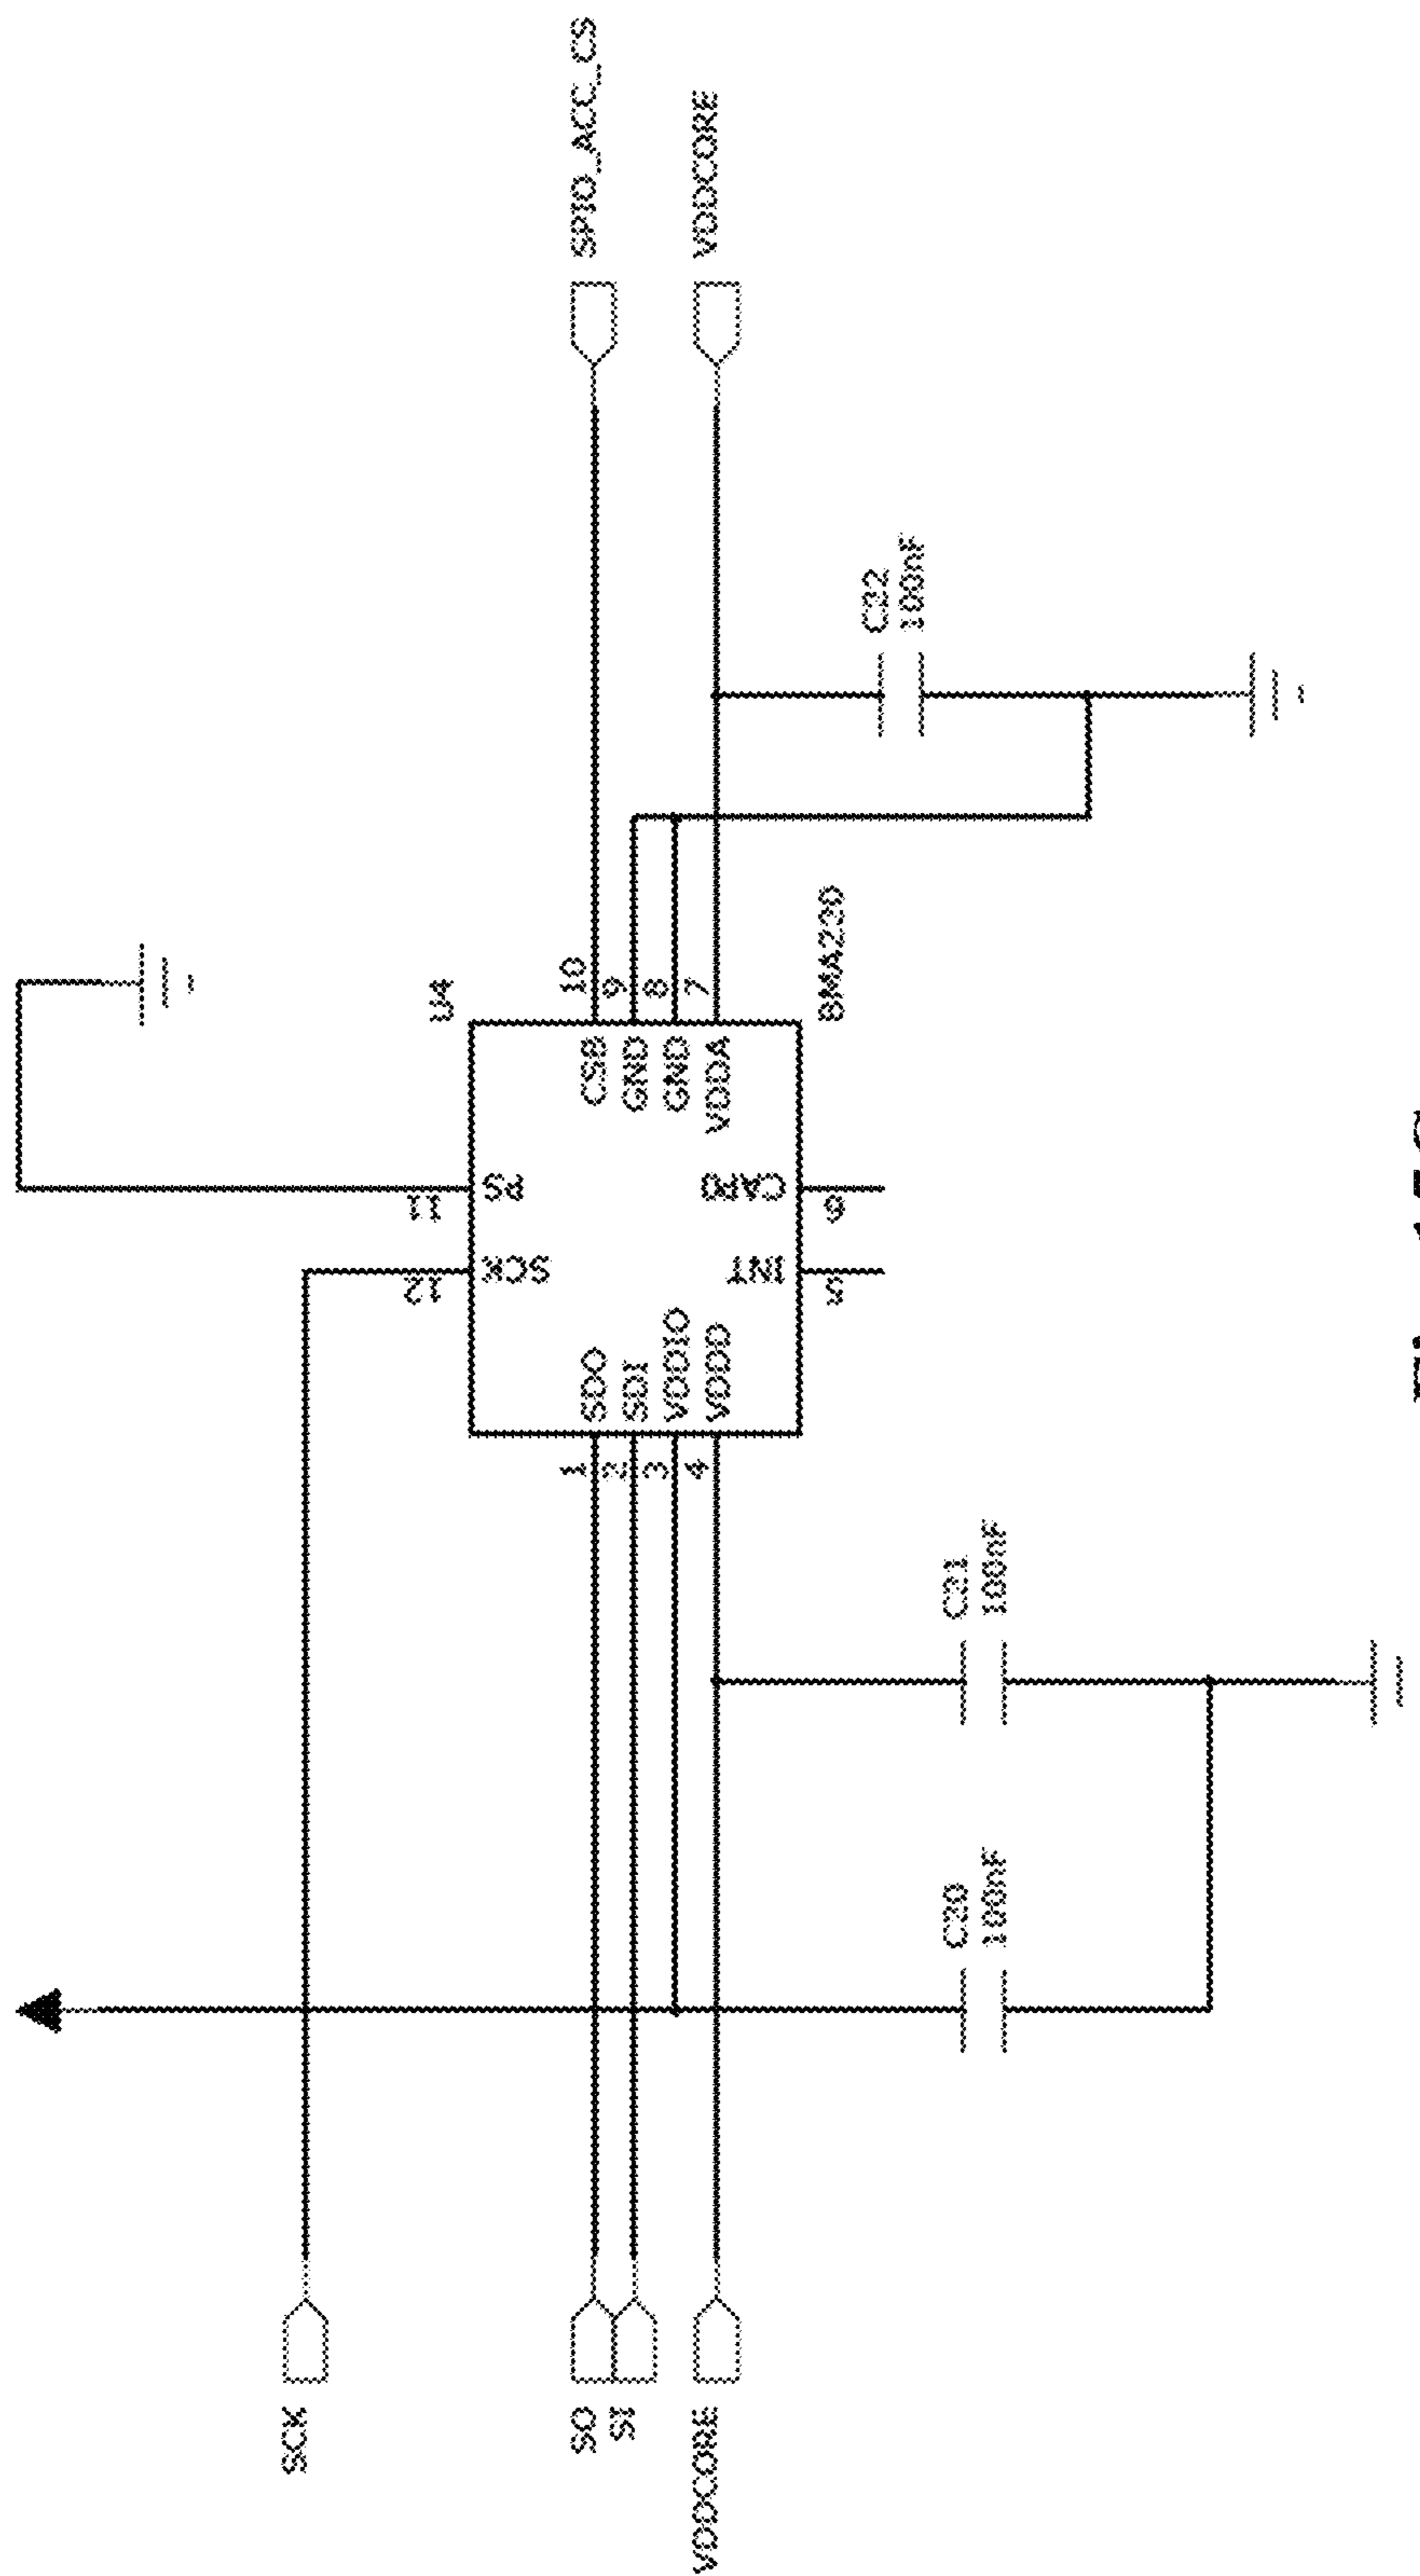 SCK
SO
SI
VDDCORE
12
11
1
2
3
4
SDO
SDI
VDDIO
VDDD
SCK
PS
INT
CAPO
5
6
CSB
GND
GND
VDDA
10
9
8
7
U4
BMA220
SPI0_ACC_CS
VDDCORE
C30
100nF
C31
100nF
C32
100nF